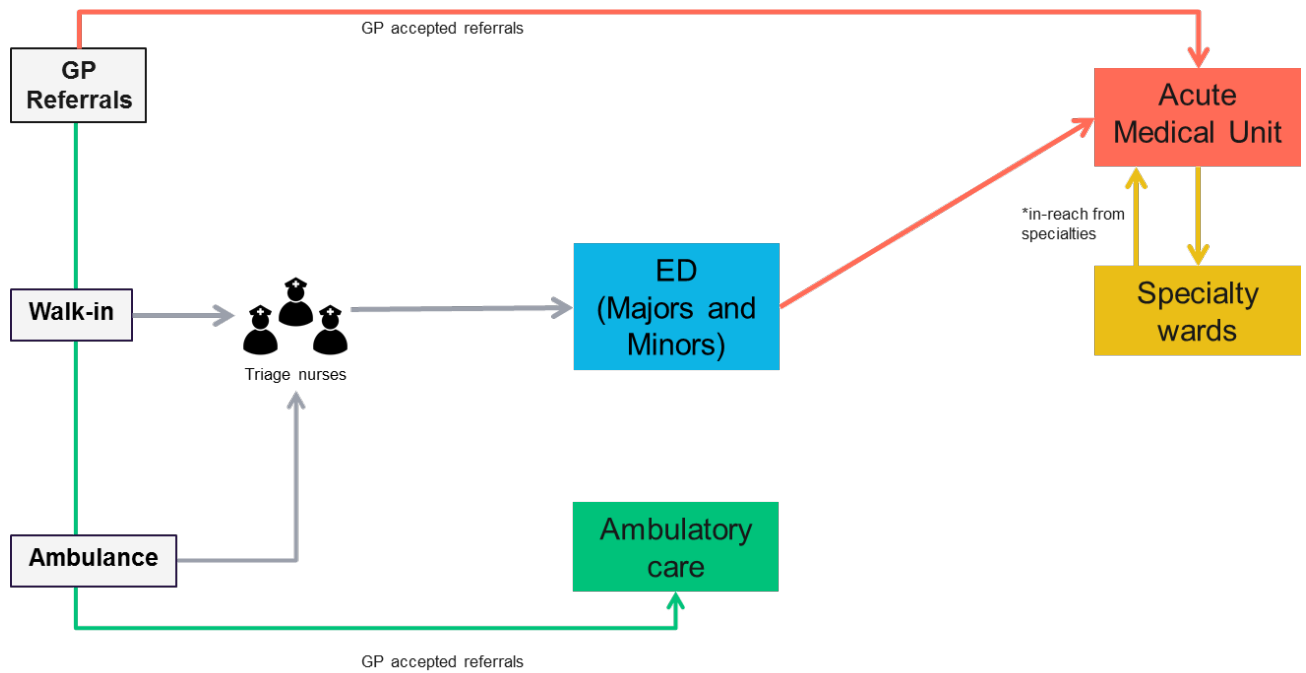 GP accepted referrals
GP
Referrals
Acute
Medical Unit
*in-reach from
specialties
ED
(Majors and
Minors)
Specialty
wards
Walk-in
Triage nurses
Ambulatory
care
Ambulance
GP accepted referrals